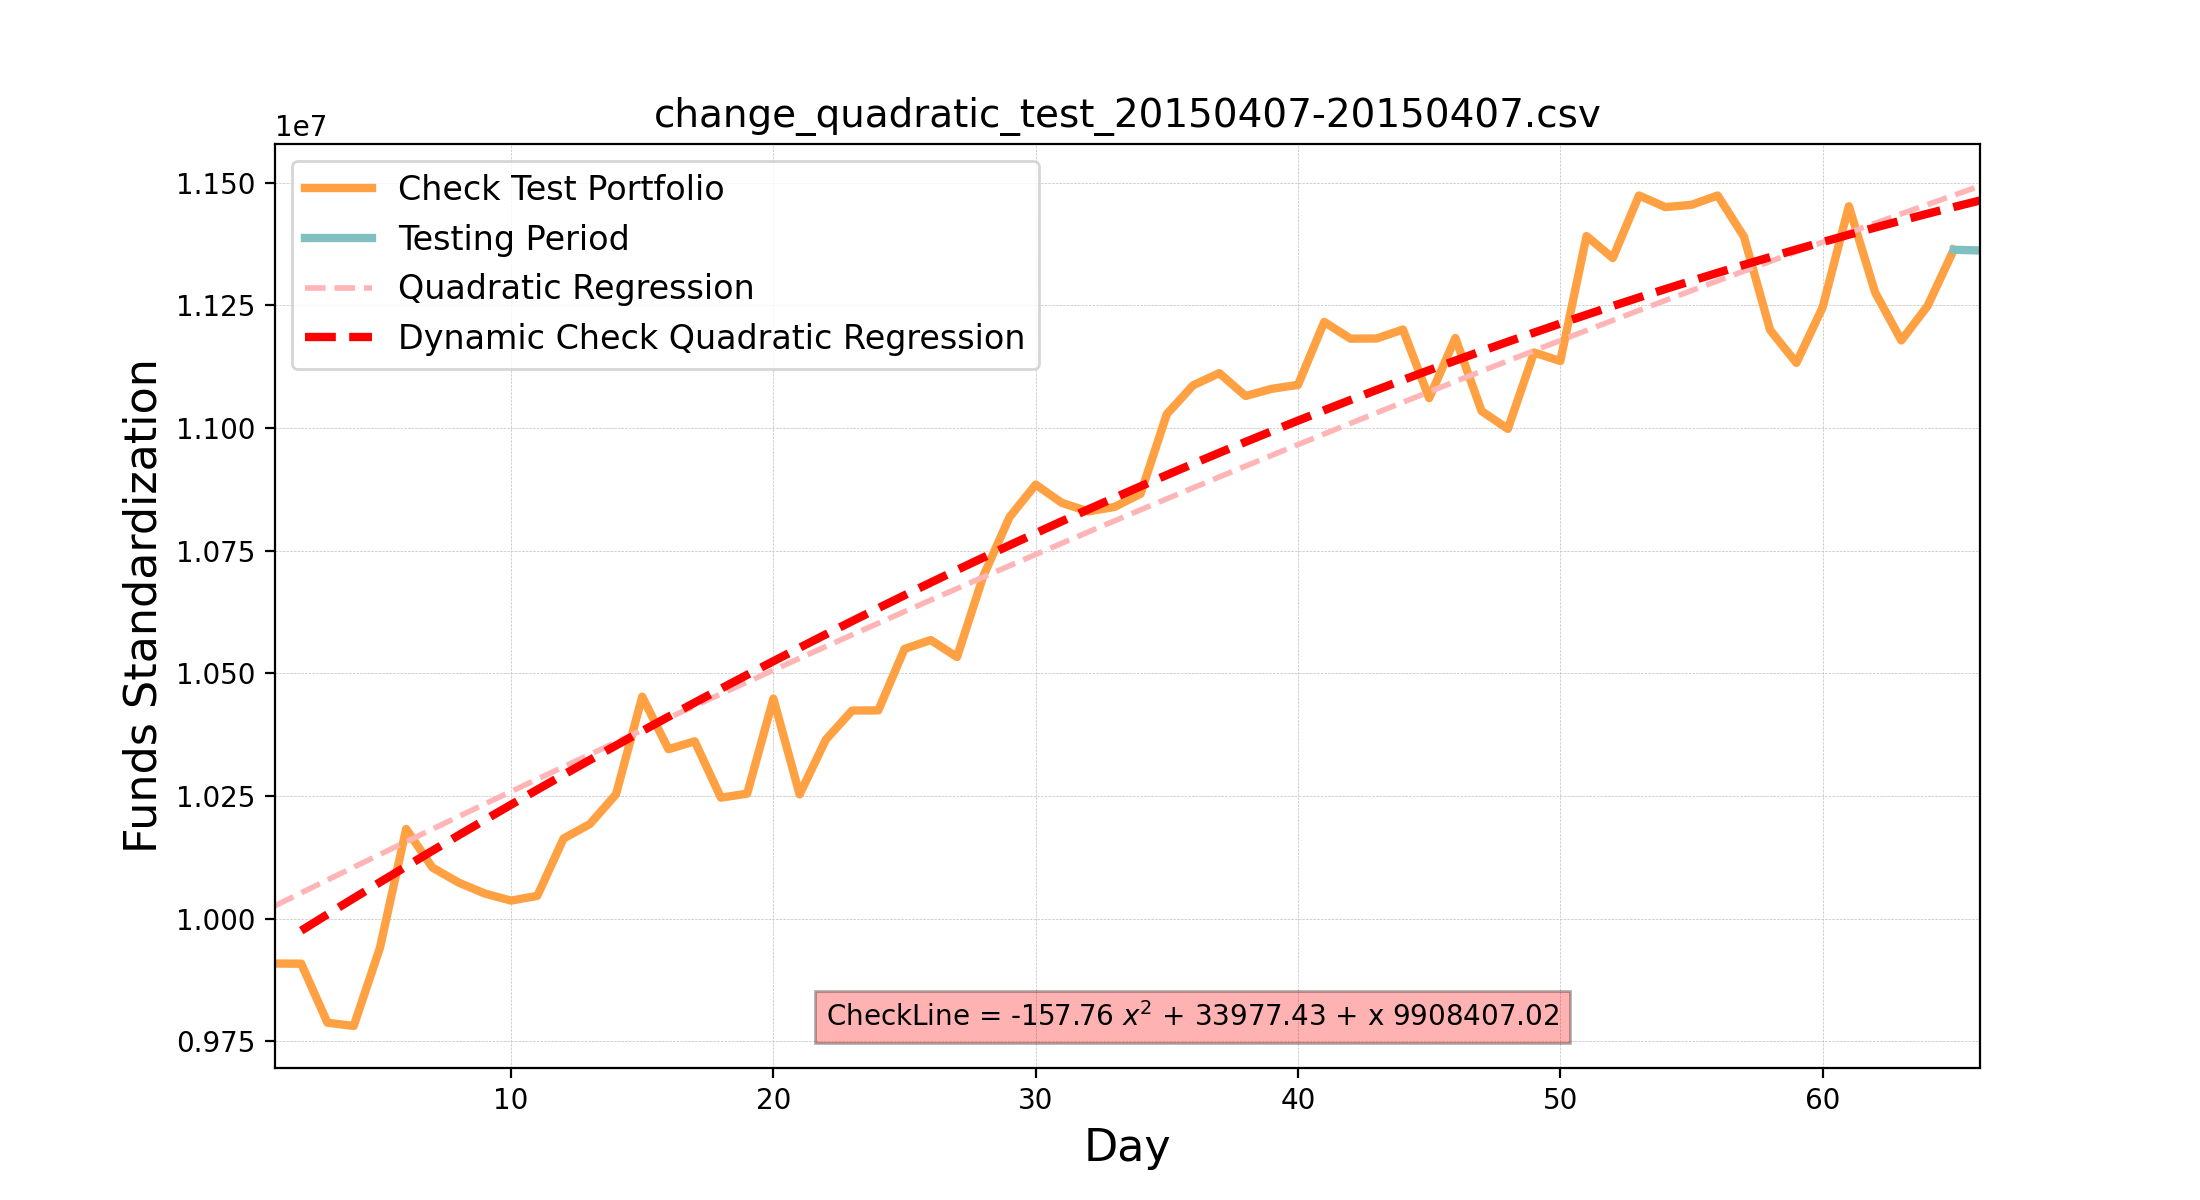 change_quadratic_test_20150407-20150407.csv
1e7
1.150
1.125
1.100
1.075
1.050
1.025
1.000
0.975
Funds Standardization
Check Test Portfolio
Testing Period
Quadratic Regression
Dynamic Check Quadratic Regression
CheckLine = -157.76 x² + 33977.43 + x 9908407.02
10 20 30 40 50 60
Day